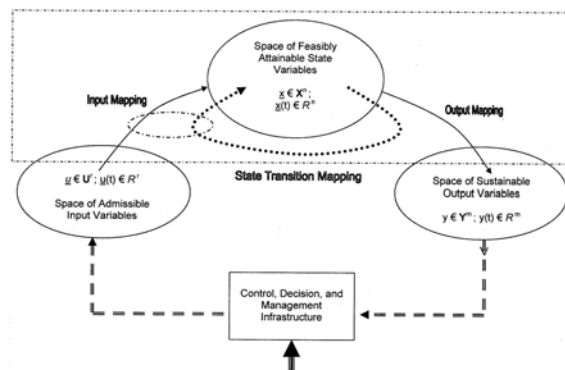 Space of Feasibly
Attainable State
Variables
x ∈ Xⁿ;
x(t) ∈ Rⁿ
Input Mapping
Output Mapping
State Transition Mapping
u ∈ Uʳ; u(t) ∈ Rʳ
Space of Admissible
Input Variables
Space of Sustainable
Output Variables
y ∈ Yᵐ; y(t) ∈ Rᵐ
Control, Decision, and
Management
Infrastructure